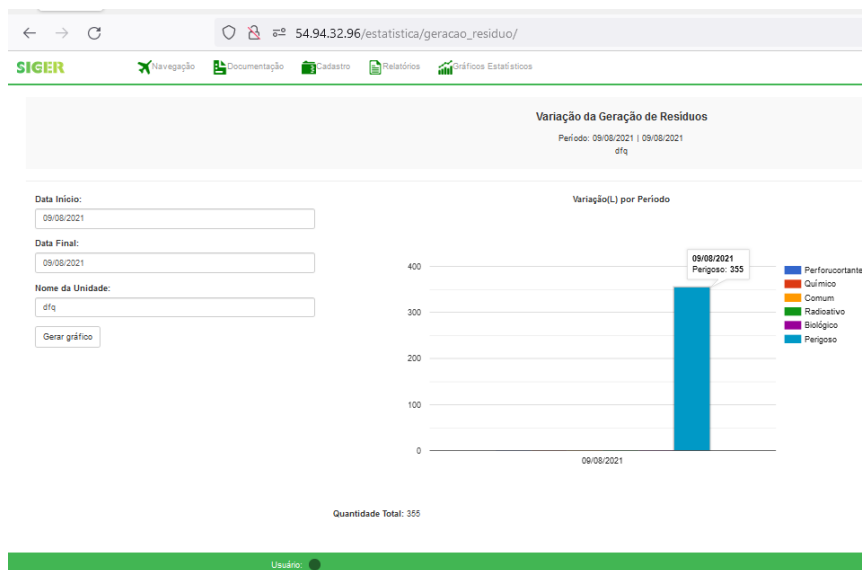 54.94.32.96/estatistica/geracao_residuo/
SIGER Navegação Documentação Cadastro Relatórios Gráficos Estatísticos
Variação da Geração de Resíduos
Período: 09/08/2021 | 09/08/2021
dfq
Data Início:
09/08/2021
Data Final:
09/08/2021
Nome da Unidade:
dfq
Gerar gráfico
Variação(L) por Período
400
300
200
100
0
09/08/2021
Perigoso: 355
09/08/2021
Perforucortante
Químico
Comum
Radioativo
Biológico
Perigoso
Quantidade Total: 355
Usuário: